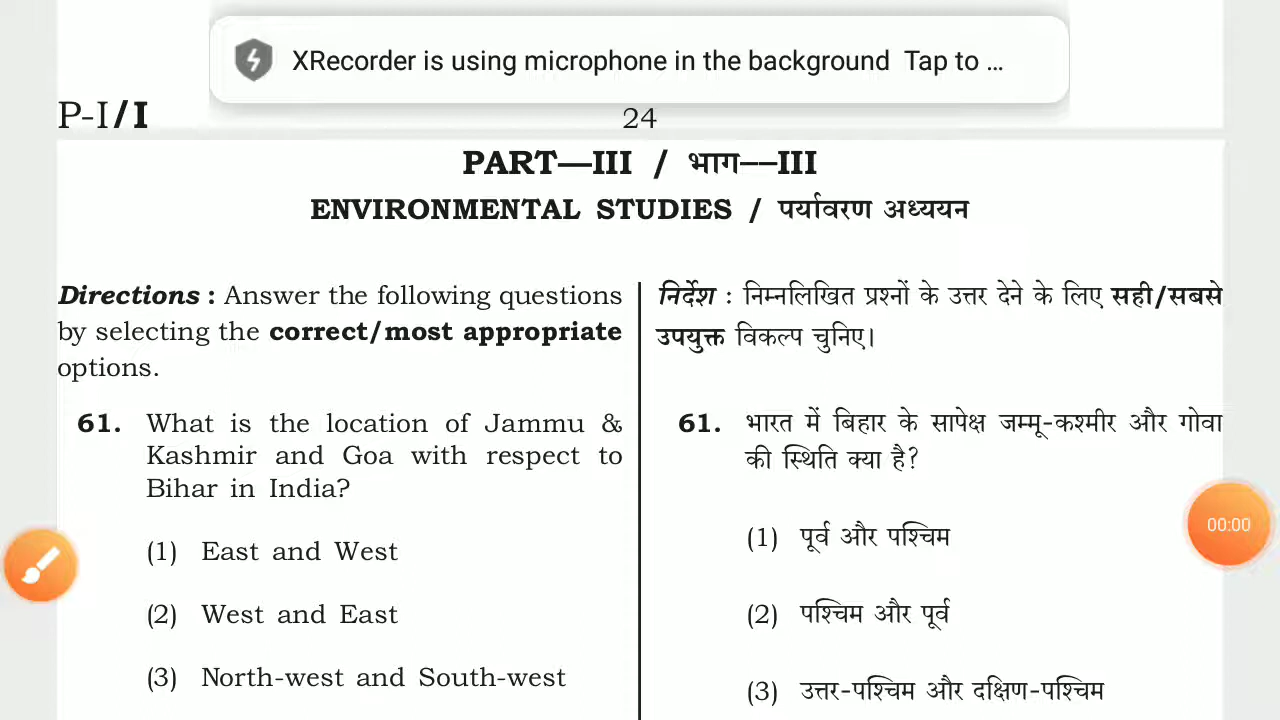 XRecorder is using microphone in the background Tap to ...
P-I/I
24
PART—III / भाग—III
ENVIRONMENTAL STUDIES / पर्यावरण अध्ययन
Directions : Answer the following questions
by selecting the correct/most appropriate
options.
61. What is the location of Jammu &
Kashmir and Goa with respect to
Bihar in India?
(1) East and West
(2) West and East
(3) North-west and South-west
निर्देश : निम्नलिखित प्रश्नों के उत्तर देने के लिए सही/सबसे
उपयुक्त विकल्प चुनिए।
61. भारत में बिहार के सापेक्ष जम्मू-कश्मीर और गोवा
की स्थिति क्या है?
(1) पूर्व और पश्चिम
(2) पश्चिम और पूर्व
(3) उत्तर-पश्चिम और दक्षिण-पश्चिम
00:00